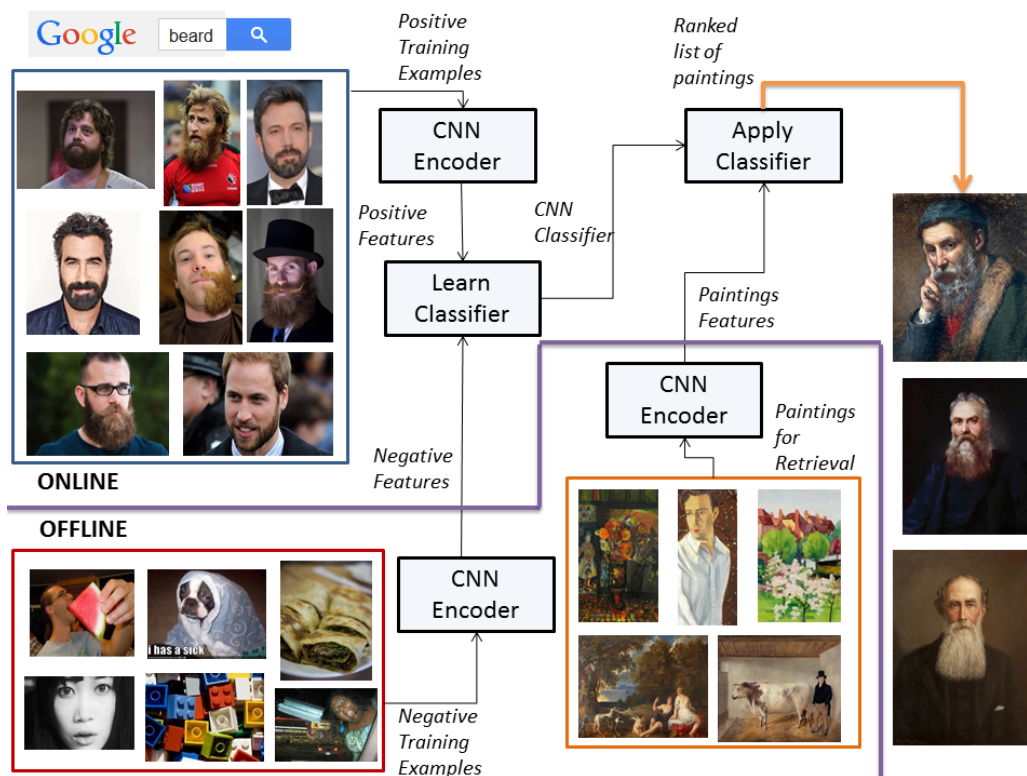 Google beard
Positive
Training
Examples
Ranked
list of
paintings
CNN
Encoder
Apply
Classifier
Positive
Features
CNN
Classifier
Learn
Classifier
Paintings
Features
CNN
Encoder
Paintings
for
Retrieval
Negative
Features
ONLINE
OFFLINE
CNN
Encoder
i has a sick
Negative
Training
Examples